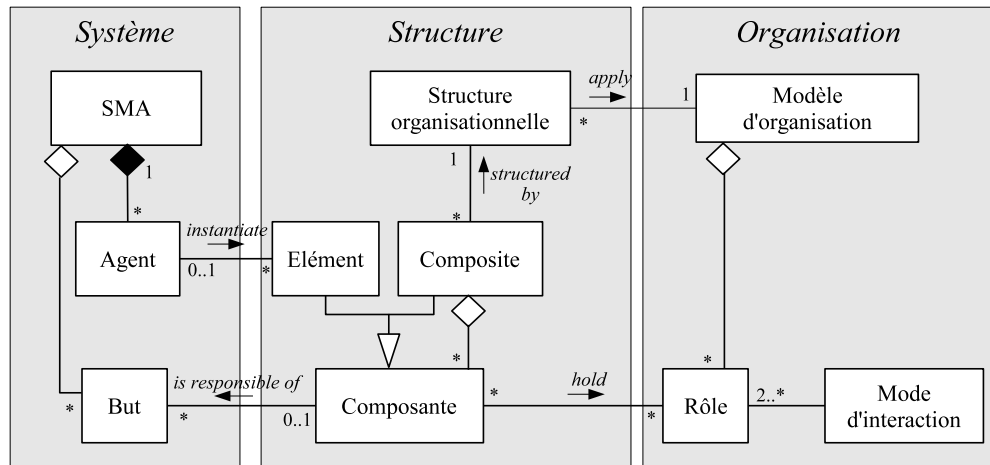 Système
SMA
1
*
Agent
instantiate
0..1
*
But
*
is responsible of
*
0..1
Structure
Structure
organisationnelle
apply
*
1
1
structured
by
*
Elément
Composite
*
Composante
*
hold
*
Organisation
Modèle
d'organisation
*
Rôle
2..*
Mode
d'interaction